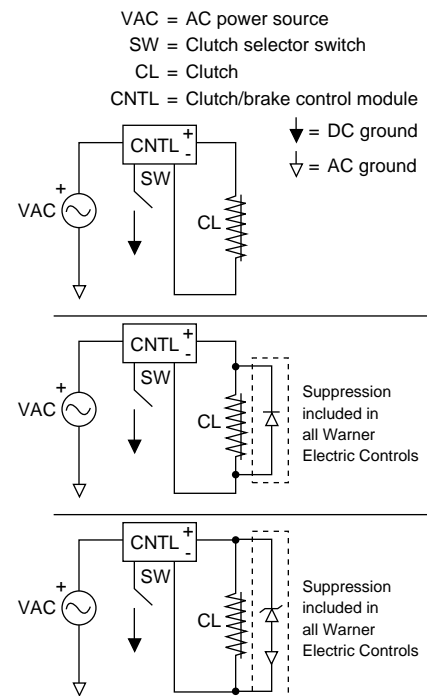 VAC = AC power source
SW = Clutch selector switch
CL = Clutch
CNTL = Clutch/brake control module
= DC ground
= AC ground
CNTL
+
-
SW
+
VAC
CL
CNTL
+
-
SW
+
VAC
CL
Suppression
included in
all Warner
Electric Controls
CNTL
+
-
SW
+
VAC
CL
Suppression
included in
all Warner
Electric Controls